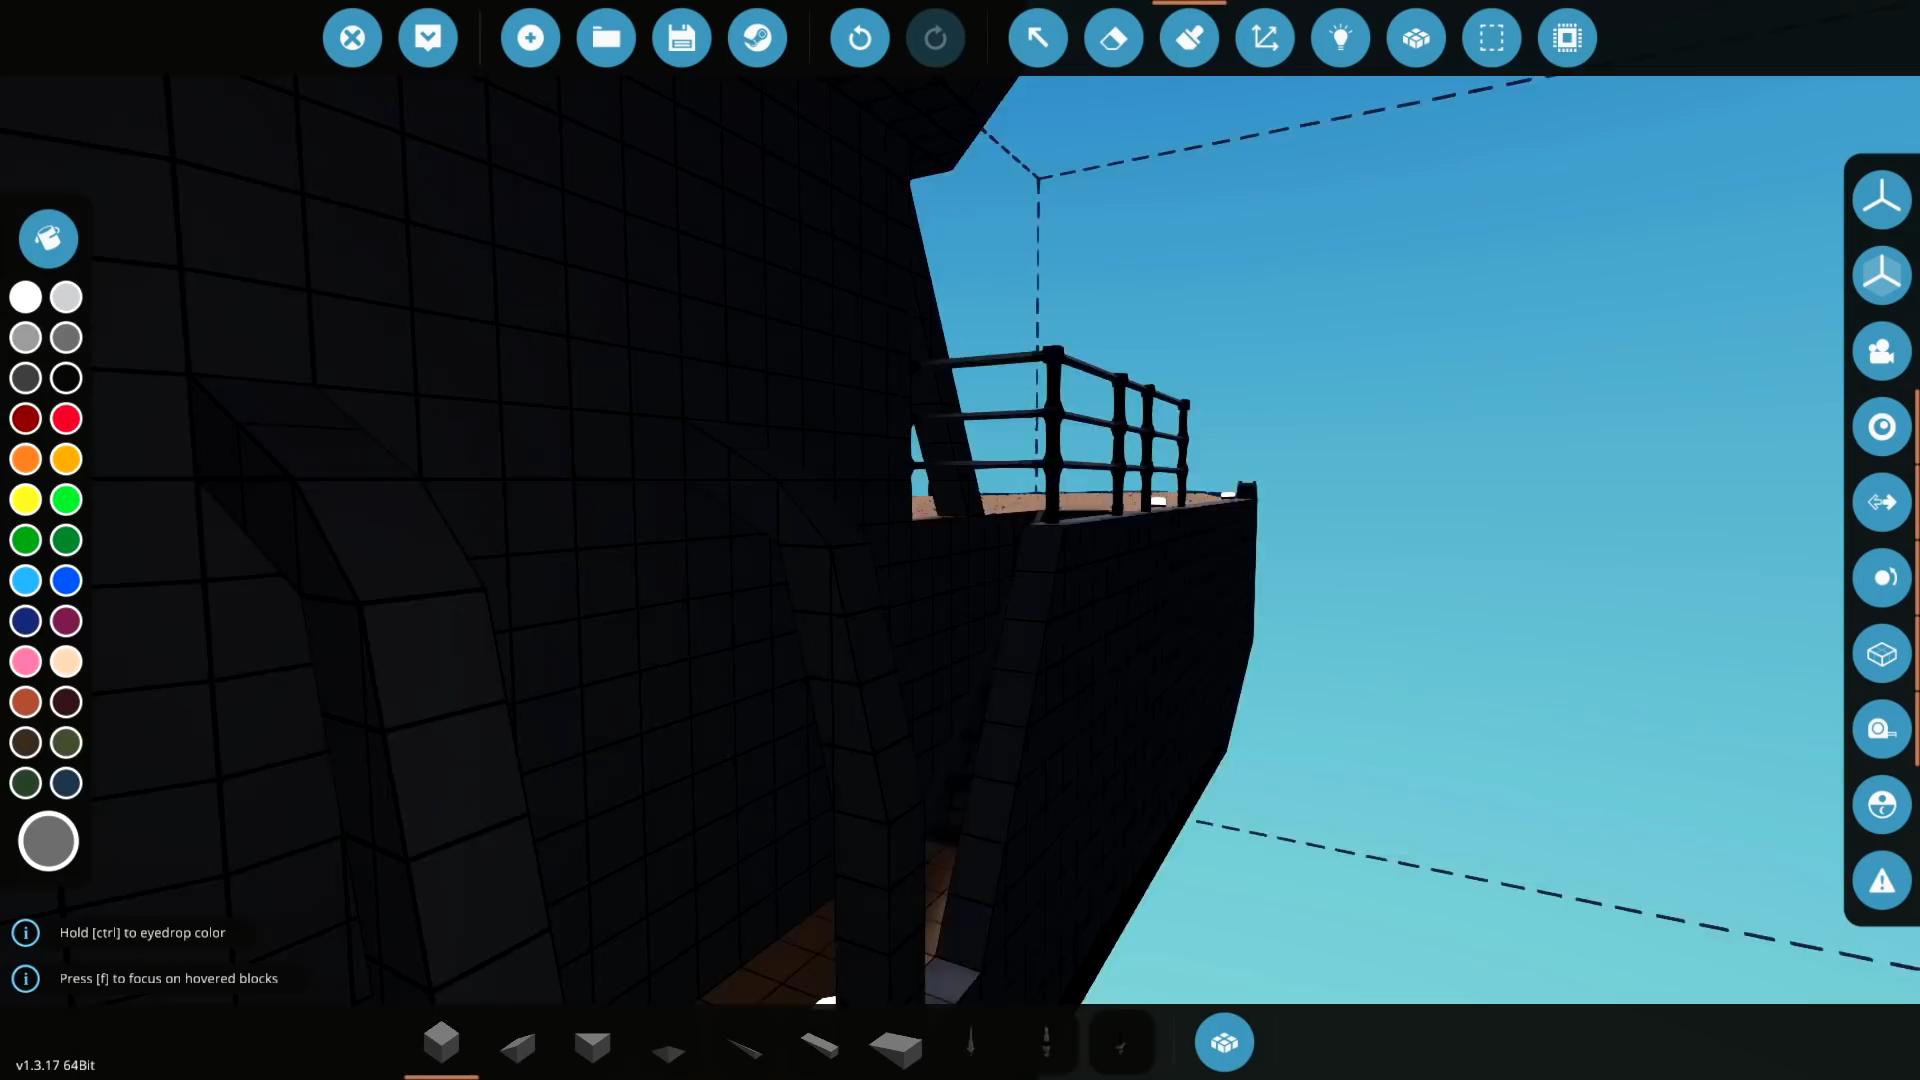 Hold [ctrl] to eyedrop color
Press [f] to focus on hovered blocks
v1.3.17 64Bit